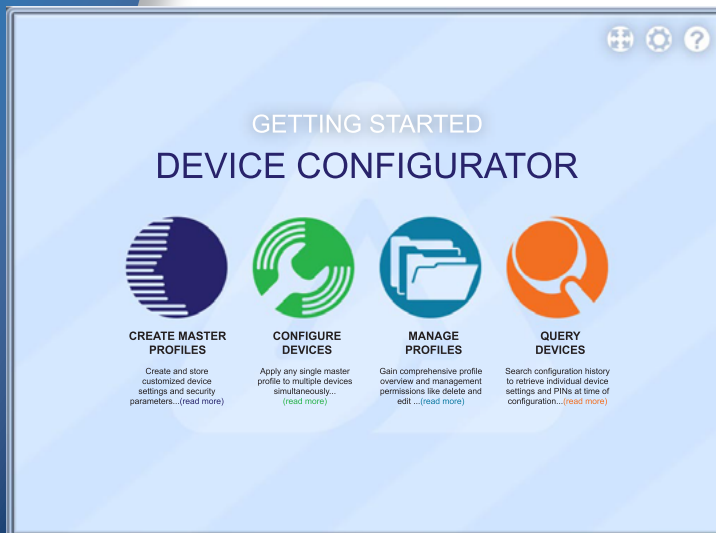 GETTING STARTED
DEVICE CONFIGURATOR
CREATE MASTER
PROFILES
Create and store
customized device
settings and security
parameters...(read more)
CONFIGURE
DEVICES
Apply any single master
profile to multiple devices
simultaneously...
(read more)
MANAGE
PROFILES
Gain comprehensive profile
overview and management
permissions like delete and
edit ...(read more)
QUERY
DEVICES
Search configuration history
to retrieve individual device
settings and PINs at time of
configuration...(read more)